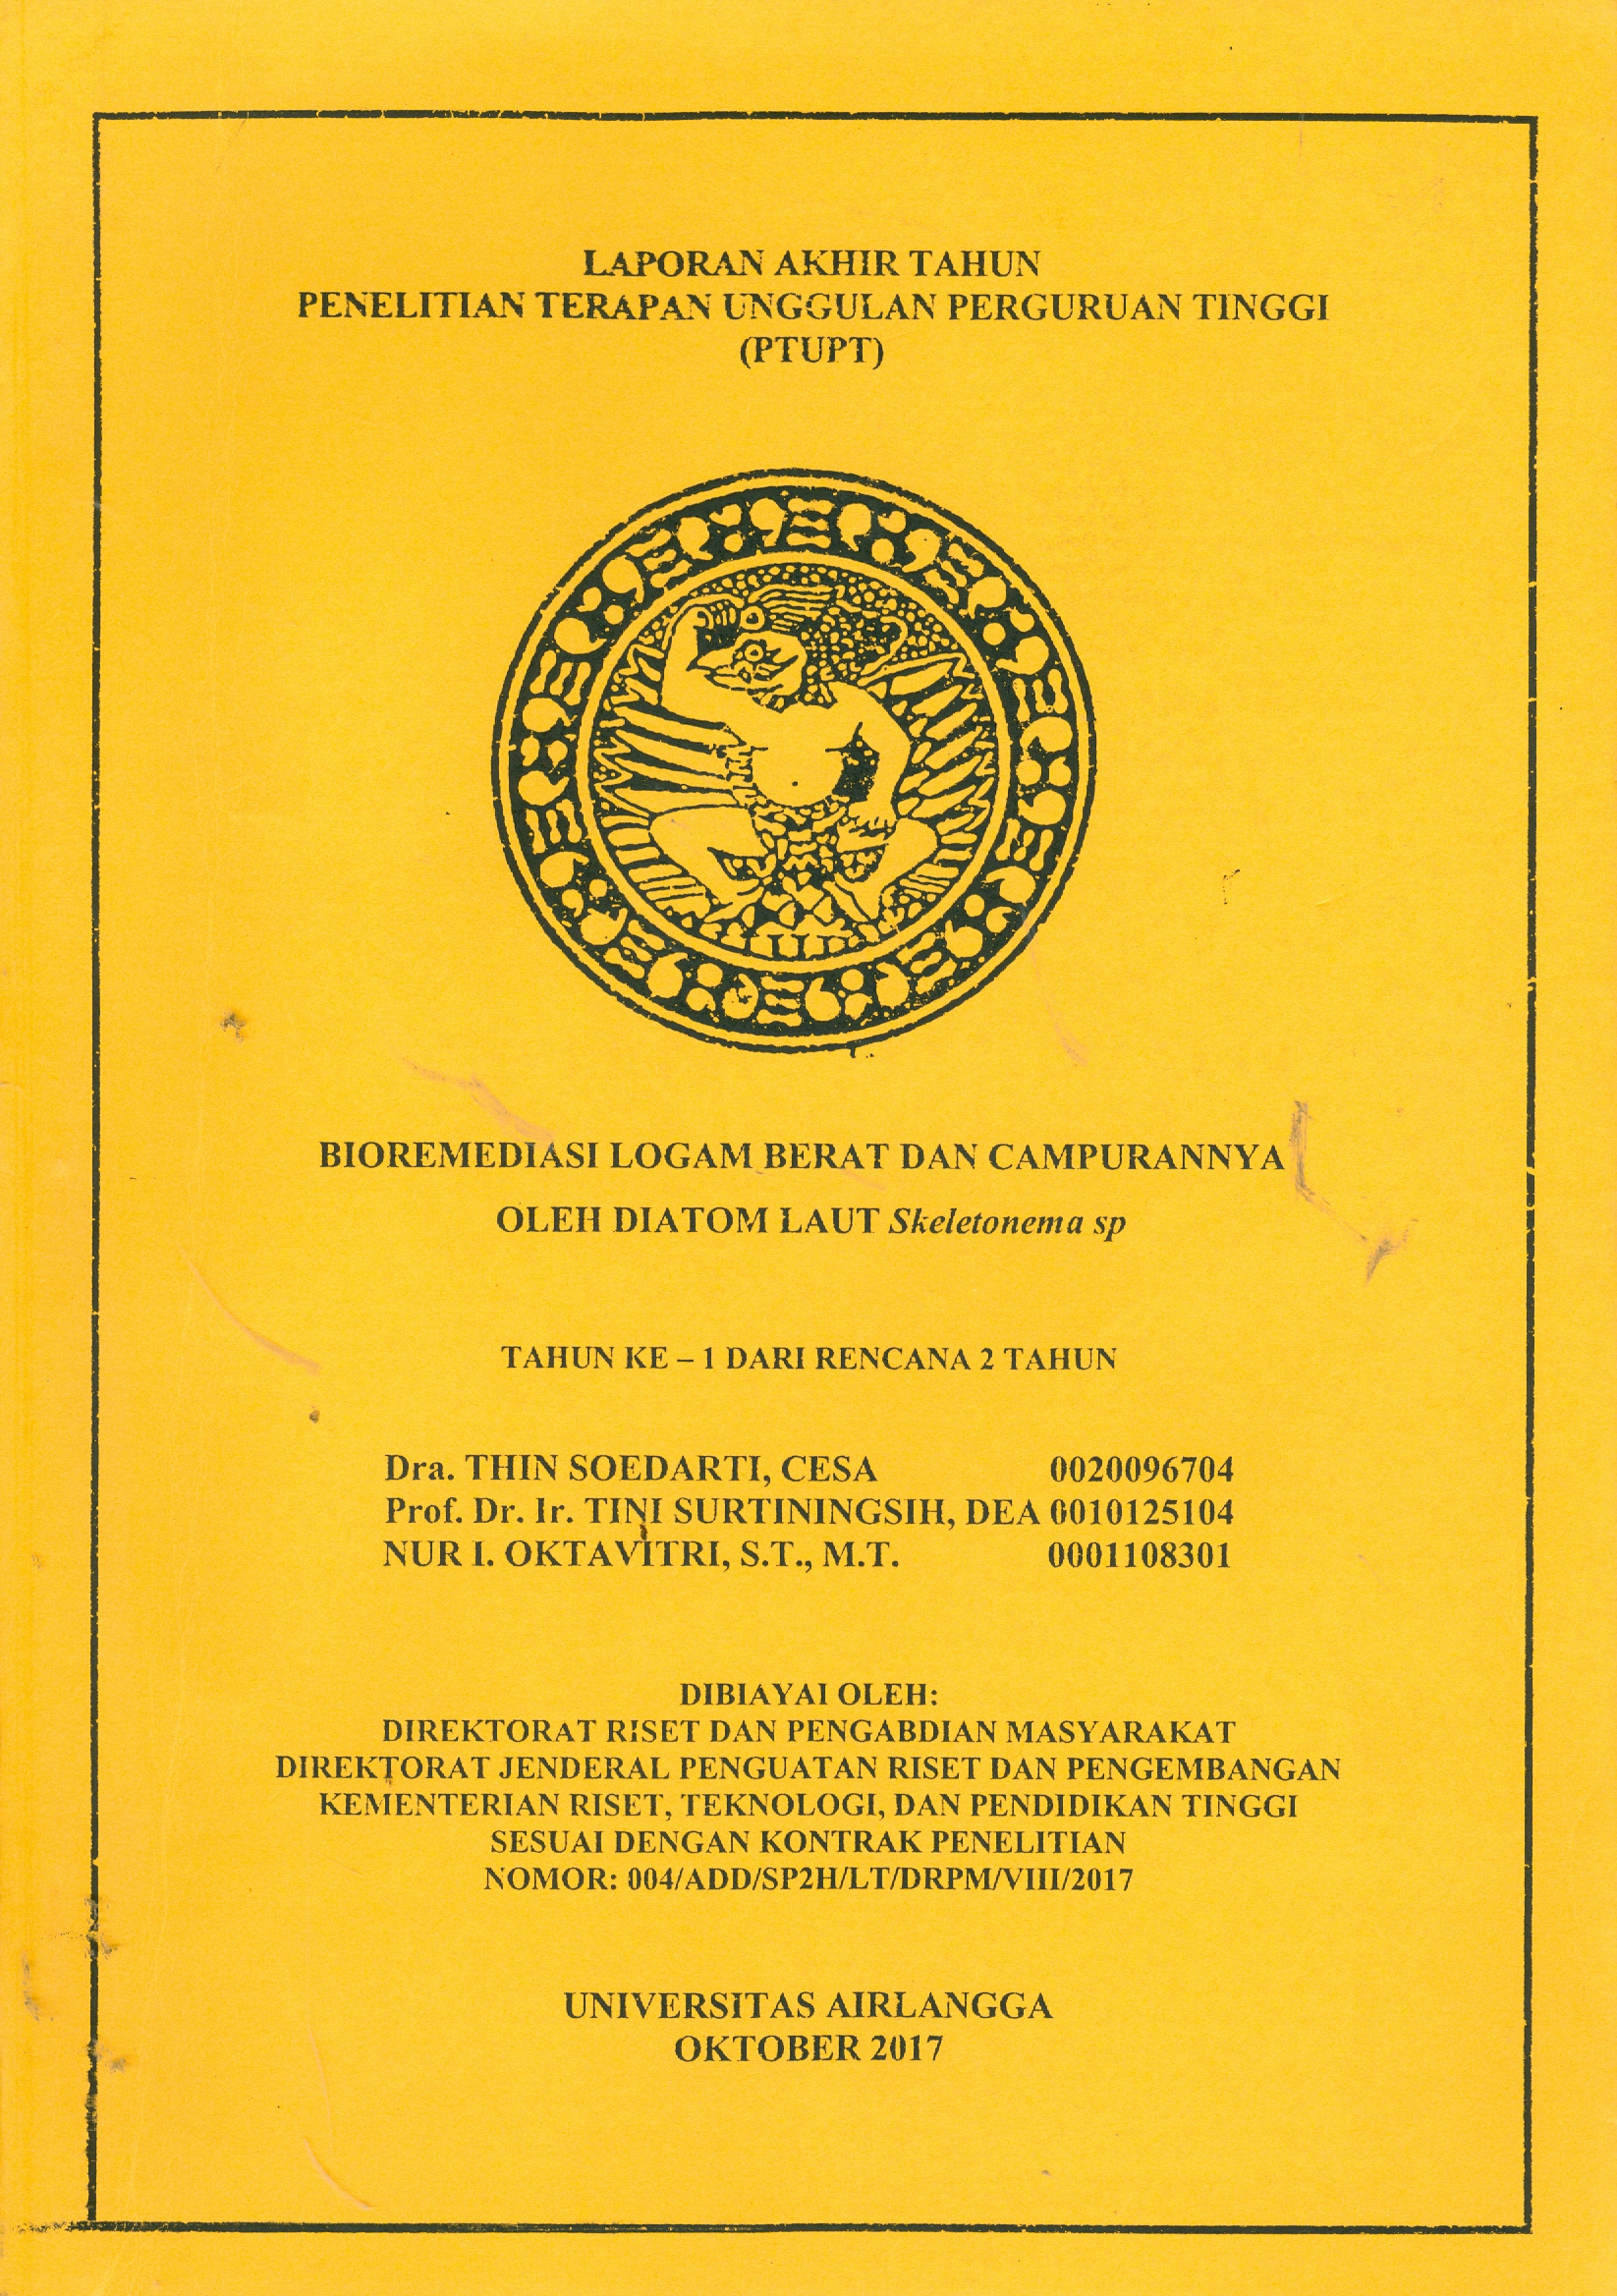 LAPORAN AKHIR TAHUN
PENELITIAN TERAPAN UNGGULAN PERGURUAN TINGGI
(PTUPT)
BIOREMEDIASI LOGAM BERAT DAN CAMPURANNYA
OLEH DIATOM LAUT Skeletonema sp
TAHUN KE – 1 DARI RENCANA 2 TAHUN
Dra. THIN SOEDARTI, CESA 0020096704
Prof. Dr. Ir. TINI SURTININGSIH, DEA 0010125104
NUR I. OKTAVITRI, S.T., M.T. 0001108301
DIBIAYAI OLEH:
DIREKTORAT RISET DAN PENGABDIAN MASYARAKAT
DIREKTORAT JENDERAL PENGUATAN RISET DAN PENGEMBANGAN
KEMENTERIAN RISET, TEKNOLOGI, DAN PENDIDIKAN TINGGI
SESUAI DENGAN KONTRAK PENELITIAN
NOMOR: 004/ADD/SP2H/LT/DRPM/VIII/2017
UNIVERSITAS AIRLANGGA
OKTOBER 2017